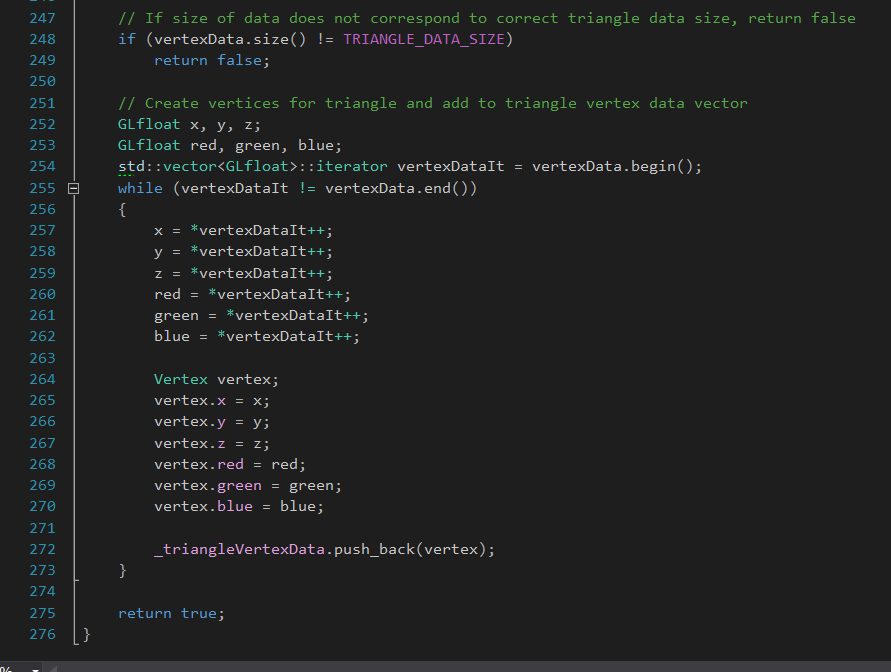 247 // If size of data does not correspond to correct triangle data size, return false
248 if (vertexData.size() != TRIANGLE_DATA_SIZE)
249 return false;
250
251 // Create vertices for triangle and add to triangle vertex data vector
252 GLfloat x, y, z;
253 GLfloat red, green, blue;
254 std::vector<GLfloat>::iterator vertexDataIt = vertexData.begin();
255 while (vertexDataIt != vertexData.end())
256 {
257 x = *vertexDataIt++;
258 y = *vertexDataIt++;
259 z = *vertexDataIt++;
260 red = *vertexDataIt++;
261 green = *vertexDataIt++;
262 blue = *vertexDataIt++;
263
264 Vertex vertex;
265 vertex.x = x;
266 vertex.y = y;
267 vertex.z = z;
268 vertex.red = red;
269 vertex.green = green;
270 vertex.blue = blue;
271
272 _triangleVertexData.push_back(vertex);
273 }
274
275 return true;
276 }